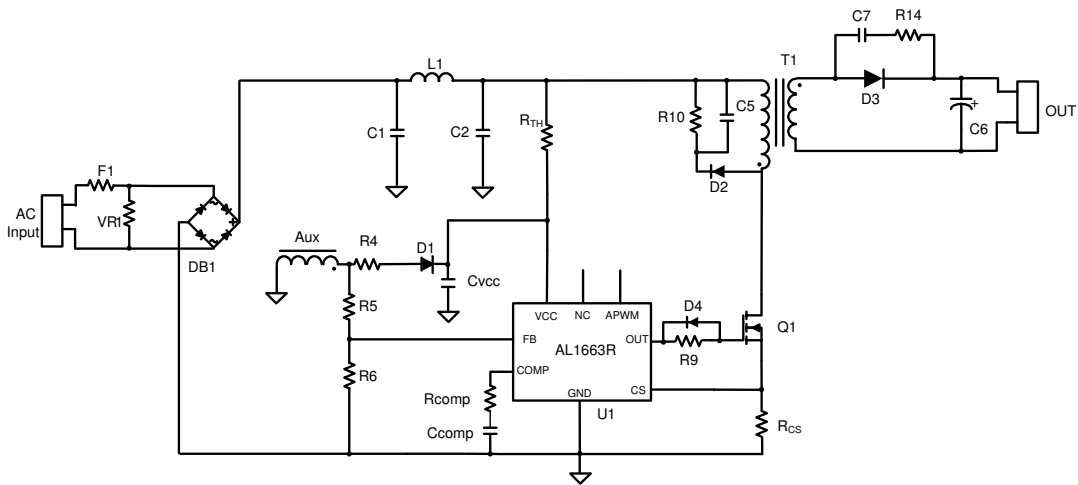 C7
R14
L1
T1
D3
C5
R10
RTH
C1
C2
C6
+
OUT
D2
F1
VR1
AC
Input
+
DB1
Aux
R4
D1
Cvcc
R5
D4
VCC
NC
APWM
Q1
FB
OUT
AL1663R
R9
R6
COMP
CS
GND
Rcomp
U1
Ccomp
RCS